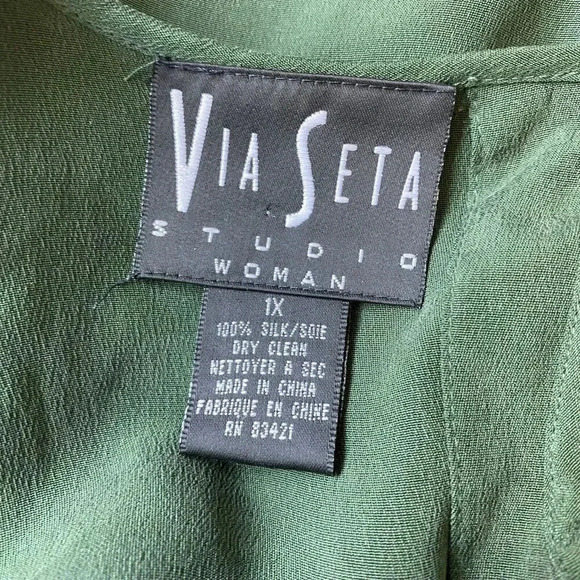 VIA SETA
STUDIO
WOMAN
1X
100% SILK/SOIE
DRY CLEAN
NETTOYER A SEC
MADE IN CHINA
FABRIQUE EN CHINE
RN 83421